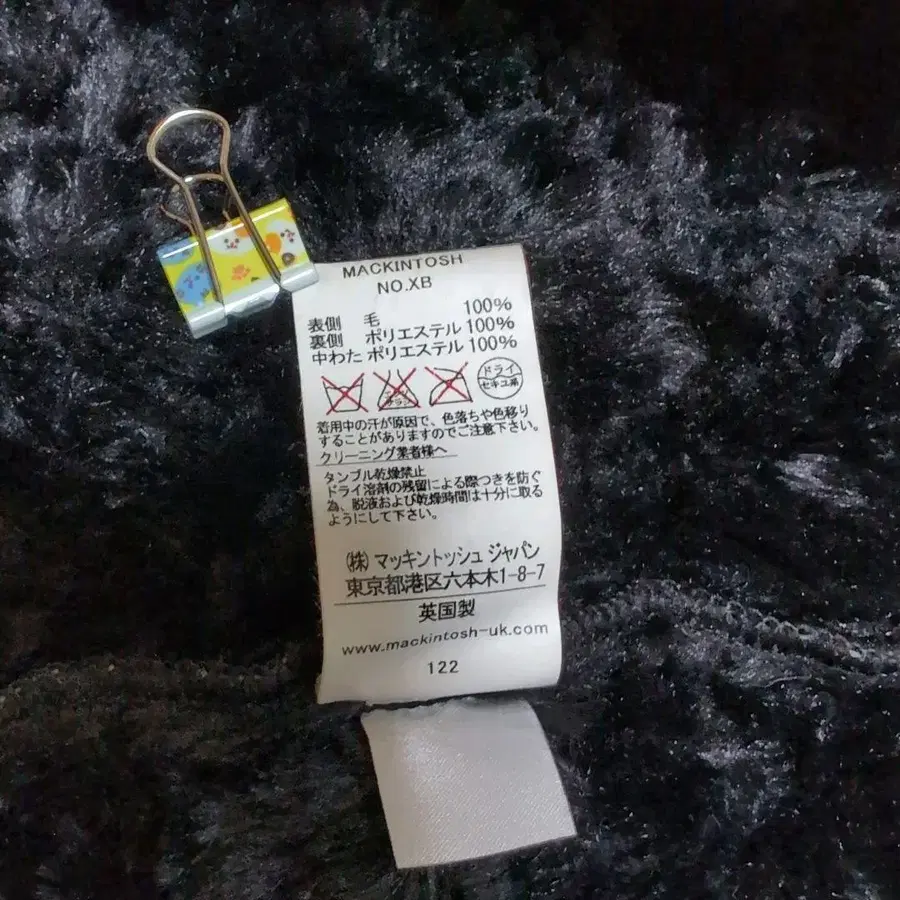 MACKINTOSH
NO.XB
表側 毛 100%
裏側 ポリエステル 100%
中わた ポリエステル 100%
ドライ
セキユ系
着用中の汗が原因で、色落ちや色移り
することがありますのでご注意下さい。
クリーニング業者様へ
タンブル乾燥禁止
ドライ溶剤の残留による際つきを防ぐ
為、脱液および乾燥時間は十分に取る
ようにして下さい。
㈱ マッキントッシュ ジャパン
東京都港区六本木1-8-7
英国製
www.mackintosh-uk.com
122